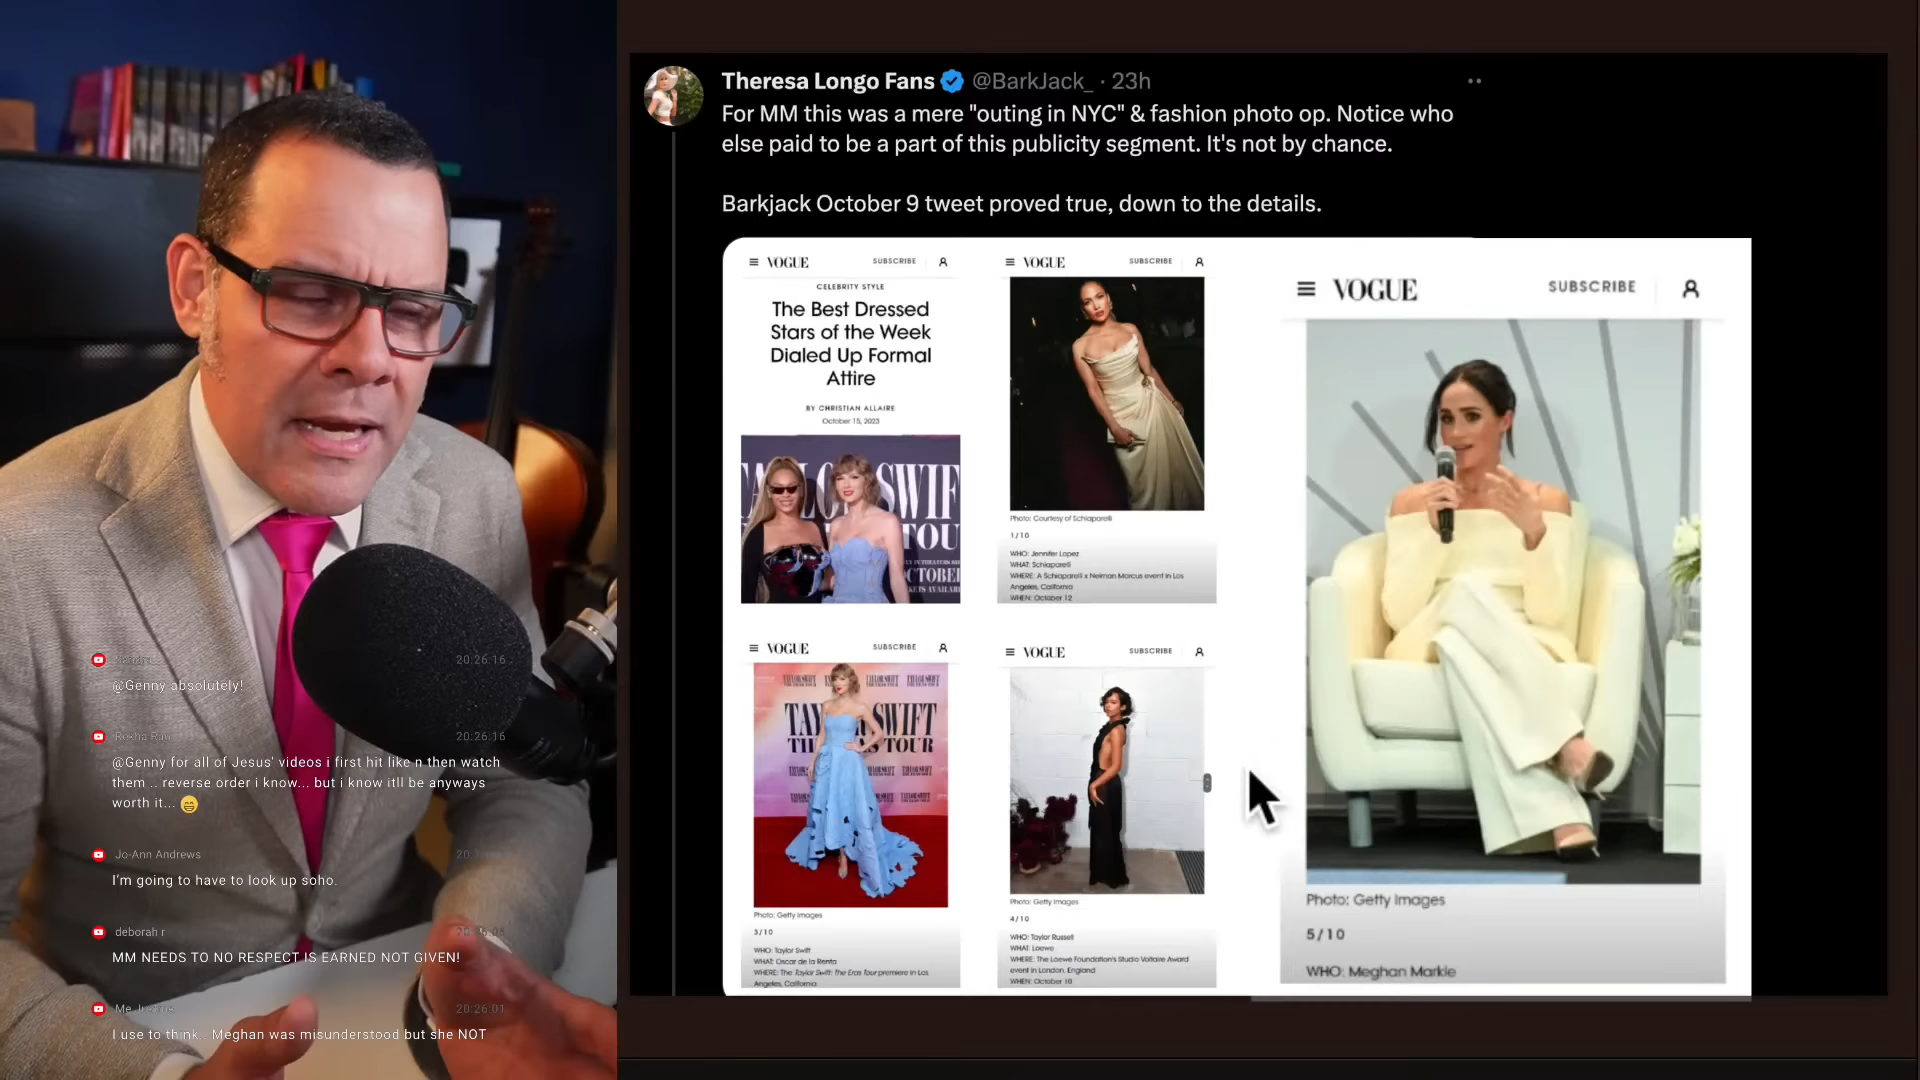 Theresa Longo Fans @BarkJack_ · 23h
For MM this was a mere "outing in NYC" & fashion photo op. Notice who
else paid to be a part of this publicity segment. It's not by chance.
Barkjack October 9 tweet proved true, down to the details.
VOGUE SUBSCRIBE
CELEBRITY STYLE
The Best Dressed
Stars of the Week
Dialed Up Formal
Attire
BY CHRISTIAN ALLAIRE
October 15, 2023
TAYLOR SWIF
TOU
OCTOBE
VOGUE SUBSCRIBE
Photo: Courtesy of Schiaparelli
1/10
WHO: Jennifer Lopez
WHAT: Schiaparelli
WHERE: A Schiaparelli x Neiman Marcus event in Los
Angeles, California
WHEN: October 12
VOGUE SUBSCRIBE
TAYLOR SWIFT
TOUR
Photo: Getty Images
3/10
WHO: Taylor Swift
WHAT: Oscar de la Renta
WHERE: The Taylor Swift: The Eras Tour premiere in Los
Angeles, California
VOGUE SUBSCRIBE
Photo: Getty Images
4/10
WHO: Taylor Russell
WHAT: Loewe
WHERE: The Loewe Foundation's Studio Voltaire Award
event in London, England
WHEN: October 10
VOGUE SUBSCRIBE
Photo: Getty Images
5/10
WHO: Meghan Markle
20:26:16
@Genny absolutely!
Rekha Rao 20:26:16
@Genny for all of Jesus' videos i first hit like n then watch
them .. reverse order i know... but i know itll be anyways
worth it... 😄
Jo-Ann Andrews
I'm going to have to look up soho.
deborah r
MM NEEDS TO NO RESPECT IS EARNED NOT GIVEN!
20:26:01
I use to think.. Meghan was misunderstood but she NOT